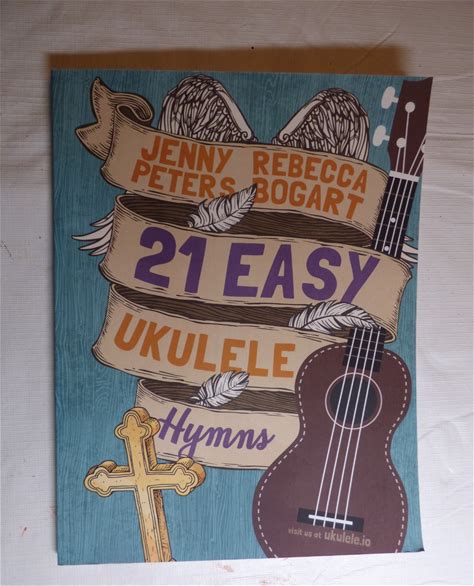 JENNY REBECCA
PETERS BOGART
21 EASY
UKULELE
Hymns
visit us at ukulele.io